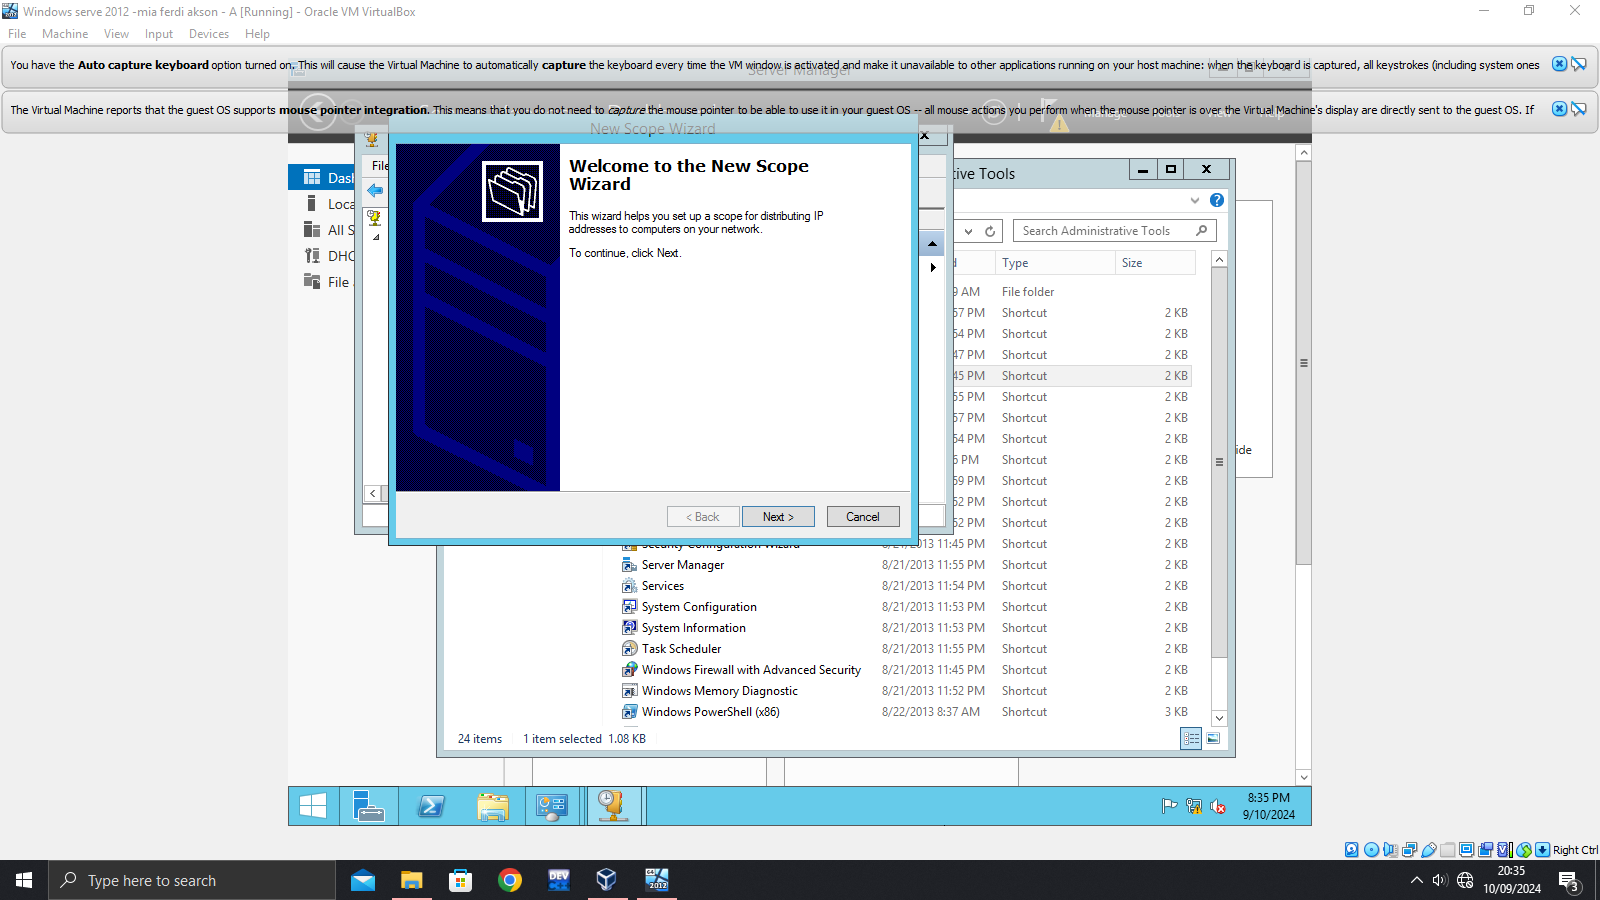 Windows serve 2012 -mia ferdi akson - A [Running] - Oracle VM VirtualBox
File Machine View Input Devices Help
You have the Auto capture keyboard option turned on. This will cause the Virtual Machine to automatically capture the keyboard every time the VM window is activated and make it unavailable to other applications running on your host machine: when the keyboard is captured, all keystrokes (including system ones
Server Manager
The Virtual Machine reports that the guest OS supports mouse pointer integration. This means that you do not need to capture the mouse pointer to be able to use it in your guest OS -- all mouse actions you perform when the mouse pointer is over the Virtual Machine's display are directly sent to the guest OS. If
New Scope Wizard
File
Welcome to the New Scope
Wizard
This wizard helps you set up a scope for distributing IP
addresses to computers on your network.
To continue, click Next.
< Back Next > Cancel
Das
Loca
All S
DHC
File
ive Tools
Search Administrative Tools
d Type Size
9 AM File folder
57 PM Shortcut 2 KB
54 PM Shortcut 2 KB
47 PM Shortcut 2 KB
45 PM Shortcut 2 KB
55 PM Shortcut 2 KB
57 PM Shortcut 2 KB
54 PM Shortcut 2 KB
6 PM Shortcut 2 KB
59 PM Shortcut 2 KB
52 PM Shortcut 2 KB
52 PM Shortcut 2 KB
Security Configuration Wizard 8/21/2013 11:45 PM Shortcut 2 KB
Server Manager 8/21/2013 11:55 PM Shortcut 2 KB
Services 8/21/2013 11:54 PM Shortcut 2 KB
System Configuration 8/21/2013 11:53 PM Shortcut 2 KB
System Information 8/21/2013 11:53 PM Shortcut 2 KB
Task Scheduler 8/21/2013 11:55 PM Shortcut 2 KB
Windows Firewall with Advanced Security 8/21/2013 11:45 PM Shortcut 2 KB
Windows Memory Diagnostic 8/21/2013 11:52 PM Shortcut 2 KB
Windows PowerShell (x86) 8/22/2013 8:37 AM Shortcut 3 KB
24 items 1 item selected 1.08 KB
ide
8:35 PM
9/10/2024
Right Ctrl
Type here to search
DEV
2012
20:35
10/09/2024
3